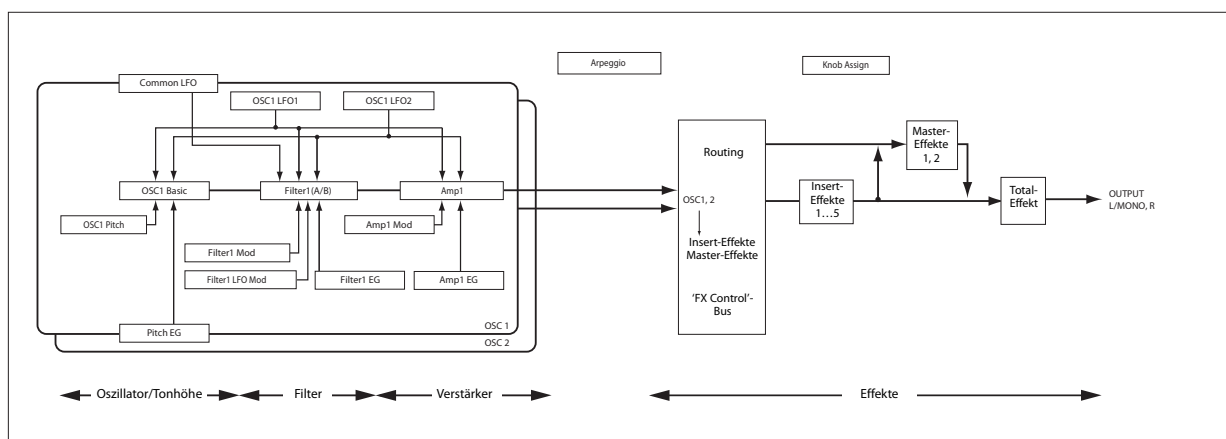 Arpeggio
Knob Assign
Common LFO
OSC1 LFO1
OSC1 LFO2
OSC1 Basic
Filter1 (A/B)
Amp1
OSC1 Pitch
Amp1 Mod
Filter1 Mod
Filter1 LFO Mod
Filter1 EG
Amp1 EG
Pitch EG
OSC 1
OSC 2
Routing
OSC1, 2
Insert-Effekte
Master-Effekte
'FX Control'-
Bus
Insert-
Effekte
1…5
Master-
Effekte
1, 2
Total-
Effekt
OUTPUT
L/MONO, R
Oszillator/Tonhöhe
Filter
Verstärker
Effekte